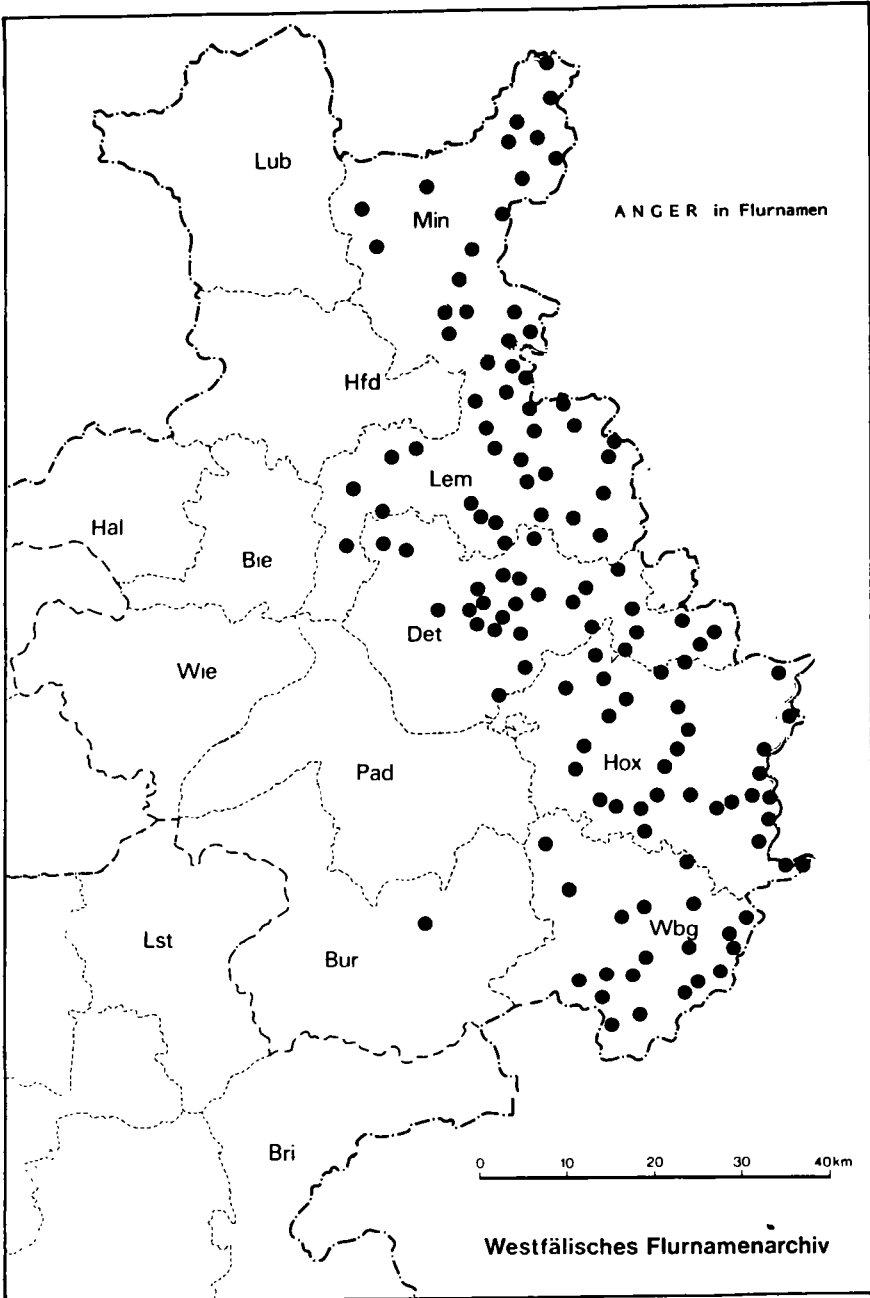 Lub
ANGER in Flurnamen
Min
Hfd
Lem
Hal
Bie
Det
Wie
Hox
Pad
Wbg
Lst
Bur
Bri
0 10 20 30 40km
Westfälisches Flurnamenarchiv